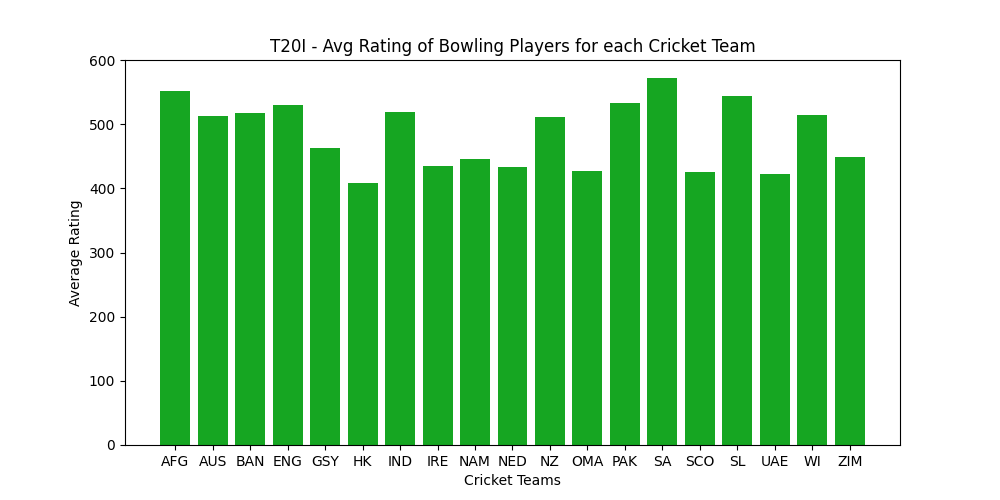 T20I - Avg Rating of Bowling Players for each Cricket Team
600
500
400
300
200
100
0
Average Rating
AFG AUS BAN ENG GSY HK IND IRE NAM NED NZ OMA PAK SA SCO SL UAE WI ZIM
Cricket Teams